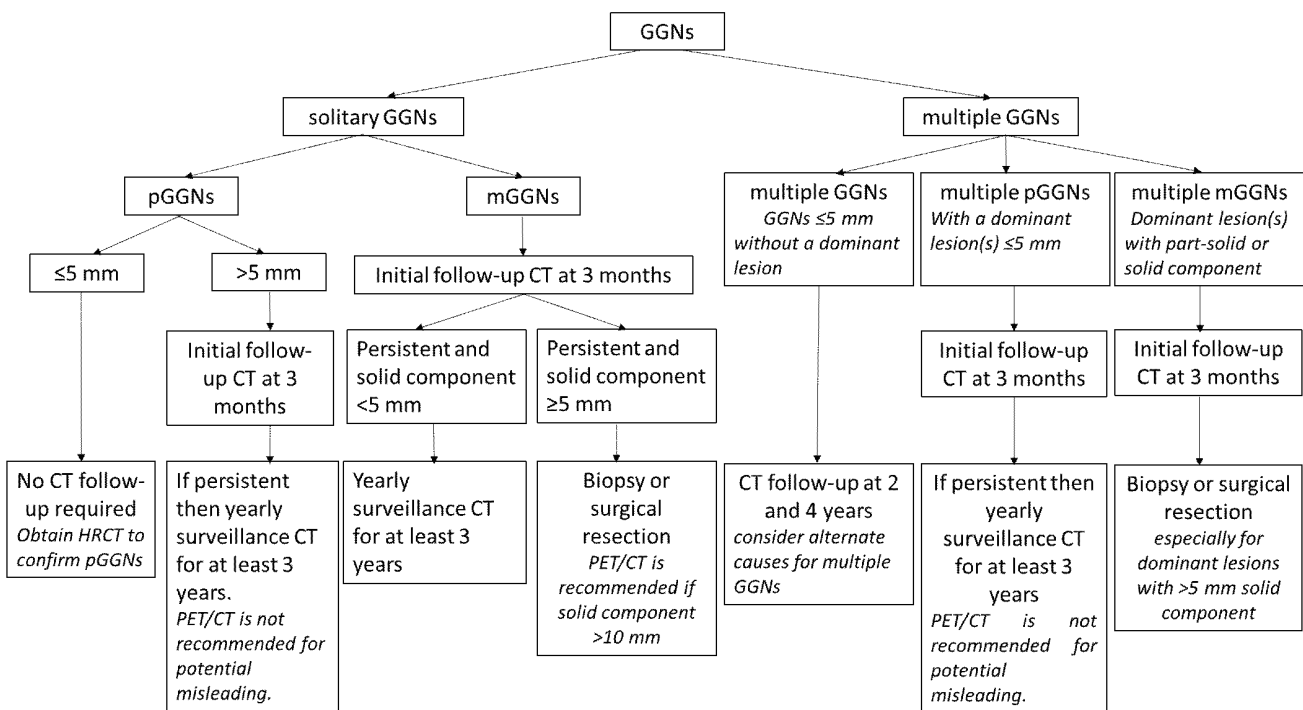 GGNs
solitary GGNs
multiple GGNs
pGGNs
mGGNs
multiple GGNs
GGNs ≤5 mm
without a dominant
lesion
multiple pGGNs
With a dominant
lesion(s) ≤5 mm
multiple mGGNs
Dominant lesion(s)
with part-solid or
solid component
≤5 mm
>5 mm
Initial follow-up CT at 3 months
Initial follow-
up CT at 3
months
Persistent and
solid component
<5 mm
Persistent and
solid component
≥5 mm
Initial follow-up
CT at 3 months
Initial follow-up
CT at 3 months
No CT follow-
up required
Obtain HRCT to
confirm pGGNs
If persistent
then yearly
surveillance CT
for at least 3
years.
PET/CT is not
recommended for
potential
misleading.
Yearly
surveillance CT
for at least 3
years
Biopsy or
surgical
resection
PET/CT is
recommended if
solid component
>10 mm
CT follow-up at 2
and 4 years
consider alternate
causes for multiple
GGNs
If persistent then
yearly
surveillance CT
for at least 3
years
PET/CT is not
recommended for
potential
misleading.
Biopsy or surgical
resection
especially for
dominant lesions
with >5 mm solid
component